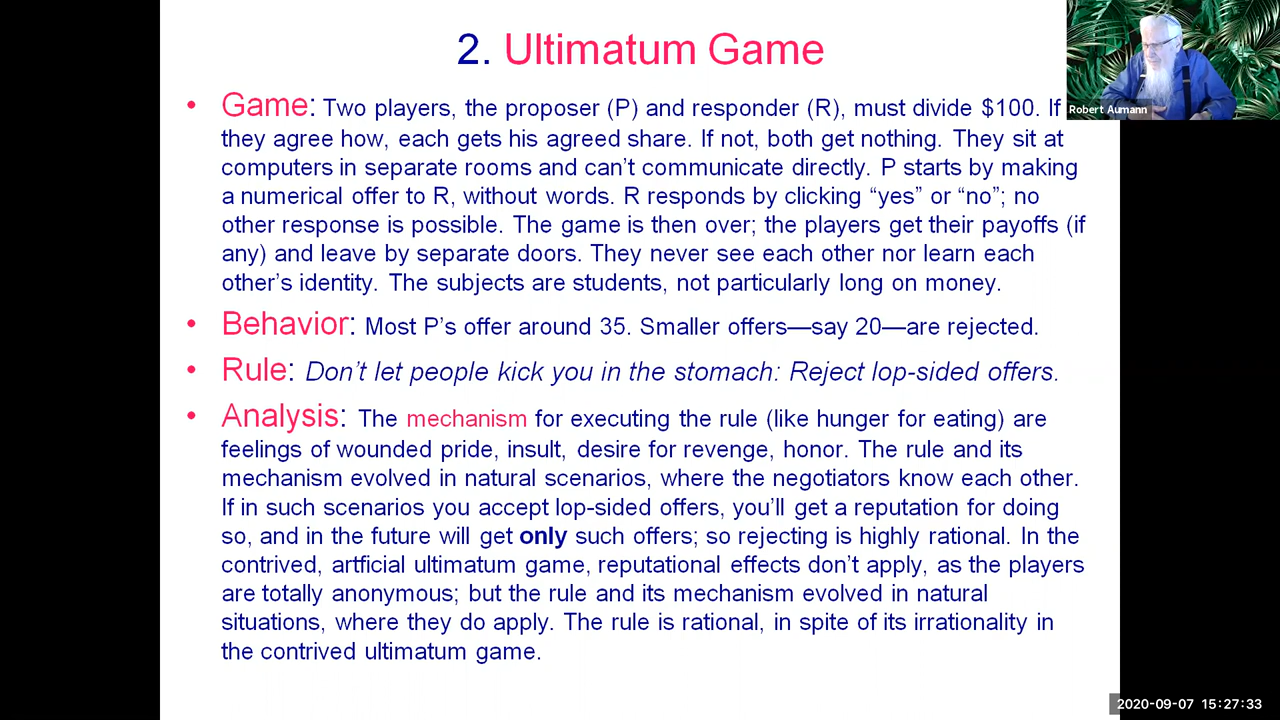 2. Ultimatum Game
• Game: Two players, the proposer (P) and responder (R), must divide $100. If
they agree how, each gets his agreed share. If not, both get nothing. They sit at
computers in separate rooms and can't communicate directly. P starts by making
a numerical offer to R, without words. R responds by clicking “yes” or “no”; no
other response is possible. The game is then over; the players get their payoffs (if
any) and leave by separate doors. They never see each other nor learn each
other's identity. The subjects are students, not particularly long on money.
• Behavior: Most P's offer around 35. Smaller offers—say 20—are rejected.
• Rule: Don't let people kick you in the stomach: Reject lop-sided offers.
• Analysis: The mechanism for executing the rule (like hunger for eating) are
feelings of wounded pride, insult, desire for revenge, honor. The rule and its
mechanism evolved in natural scenarios, where the negotiators know each other.
If in such scenarios you accept lop-sided offers, you'll get a reputation for doing
so, and in the future will get only such offers; so rejecting is highly rational. In the
contrived, artficial ultimatum game, reputational effects don't apply, as the players
are totally anonymous; but the rule and its mechanism evolved in natural
situations, where they do apply. The rule is rational, in spite of its irrationality in
the contrived ultimatum game.
Robert Aumann
2020-09-07 15:27:33